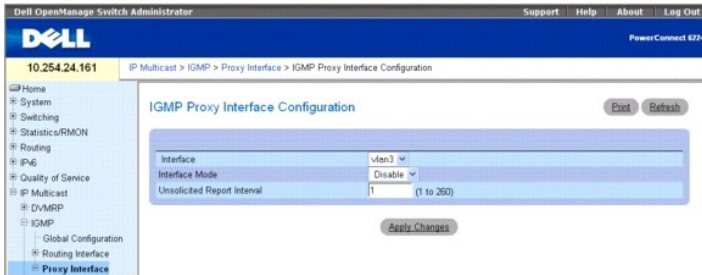 Dell OpenManage Switch Administrator
Support Help About Log Out
DELL
PowerConnect 6224
10.254.24.161
IP Multicast > IGMP > Proxy Interface > IGMP Proxy Interface Configuration
Home
System
Switching
Statistics/RMON
Routing
IPv6
Quality of Service
IP Multicast
DVMRP
IGMP
Global Configuration
Routing Interface
Proxy Interface
IGMP Proxy Interface Configuration
Print Refresh
Interface vlan3
Interface Mode Disable
Unsolicited Report Interval 1 (1 to 260)
Apply Changes